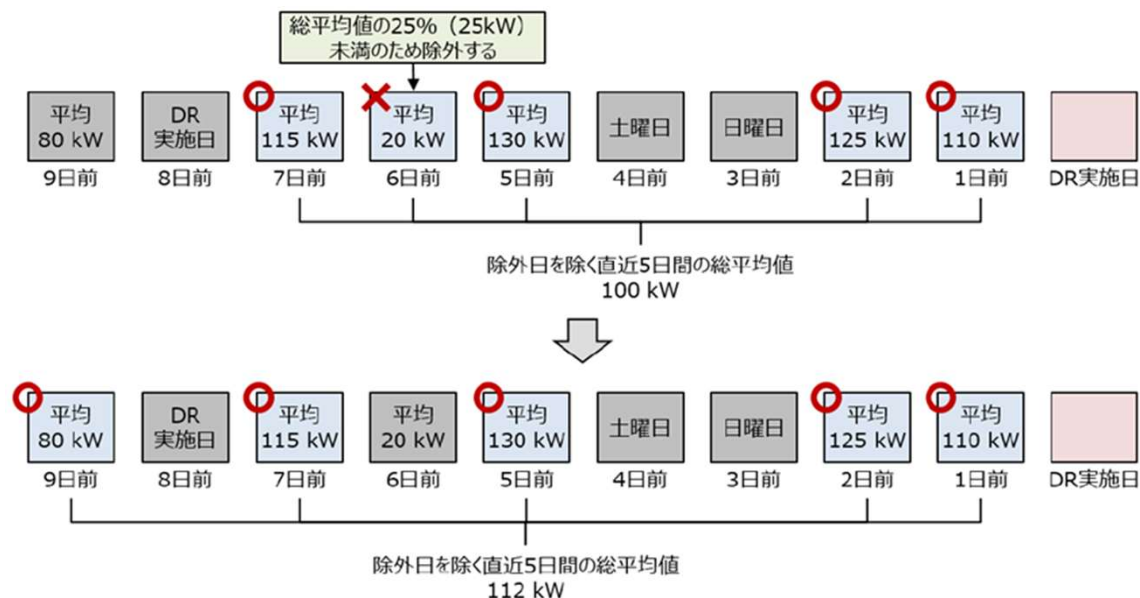 総平均値の25%（25kW）
未満のため除外する
平均
80 kW
DR
実施日
平均
115 kW
平均
20 kW
平均
130 kW
土曜日
日曜日
平均
125 kW
平均
110 kW
9日前
8日前
7日前
6日前
5日前
4日前
3日前
2日前
1日前
DR実施日
除外日を除く直近5日間の総平均値
100 kW
平均
80 kW
DR
実施日
平均
115 kW
平均
20 kW
平均
130 kW
土曜日
日曜日
平均
125 kW
平均
110 kW
9日前
8日前
7日前
6日前
5日前
4日前
3日前
2日前
1日前
DR実施日
除外日を除く直近5日間の総平均値
112 kW